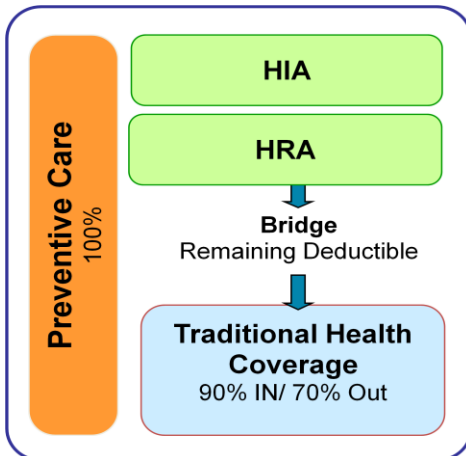 Preventive Care
100%
HIA
HRA
Bridge
Remaining Deductible
Traditional Health
Coverage
90% IN/ 70% Out